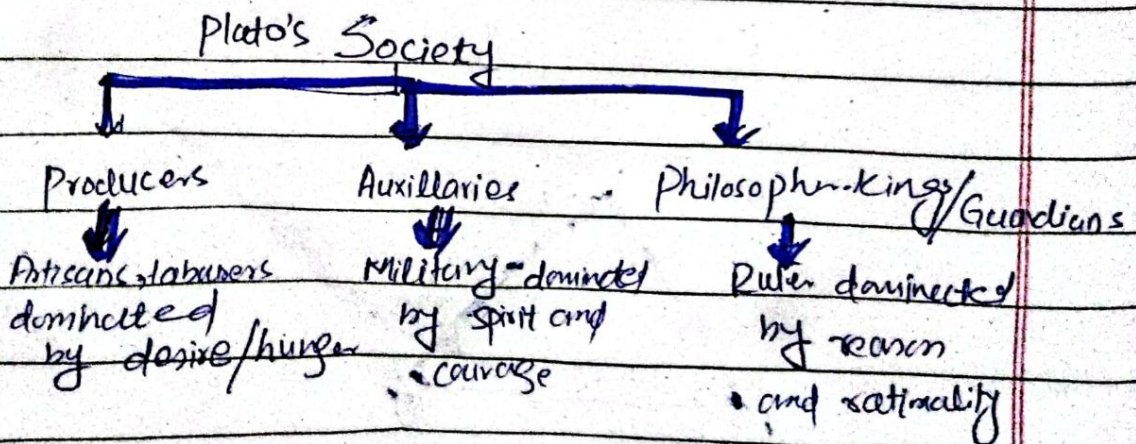 Plato's Society
Producers
Auxillaries
Philosopher-Kings/Guardians
Artisans, labourers
dominated
by desire/hunger
Military-dominated
by spirit and
courage
Ruler dominected
by reason
and rationality